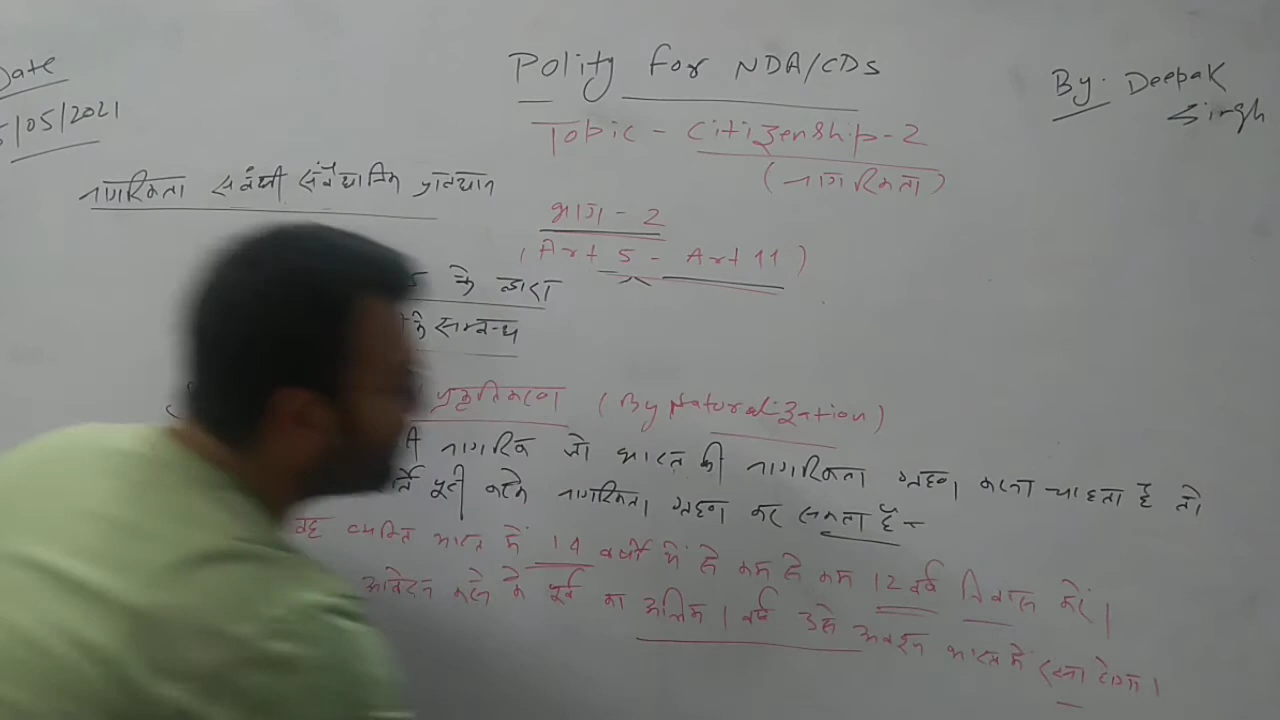 Date
5/05/2021
Polity for NDA/CDS
By: Deepak Singh
Topic - Citizenship-2
(नागरिकता)
नागरिकता संबंधी संवैधानिक प्रावधान
भाग - 2
(Art 5 - Art 11)
5 के द्वारा
के सम्बन्ध
प्रकृतिकरण (By Naturalization)
नागरिक जो भारत की नागरिकता ग्रहण करना चाहता है तो
पूरी करके नागरिकता ग्रहण कर सकता है -
वह व्यक्ति भारत में 14 वर्षों में से कम से कम 12 वर्ष निवास करें।
आवेदन करने के पूर्व का अंतिम 1 वर्ष उसे भारत में रहना होगा।